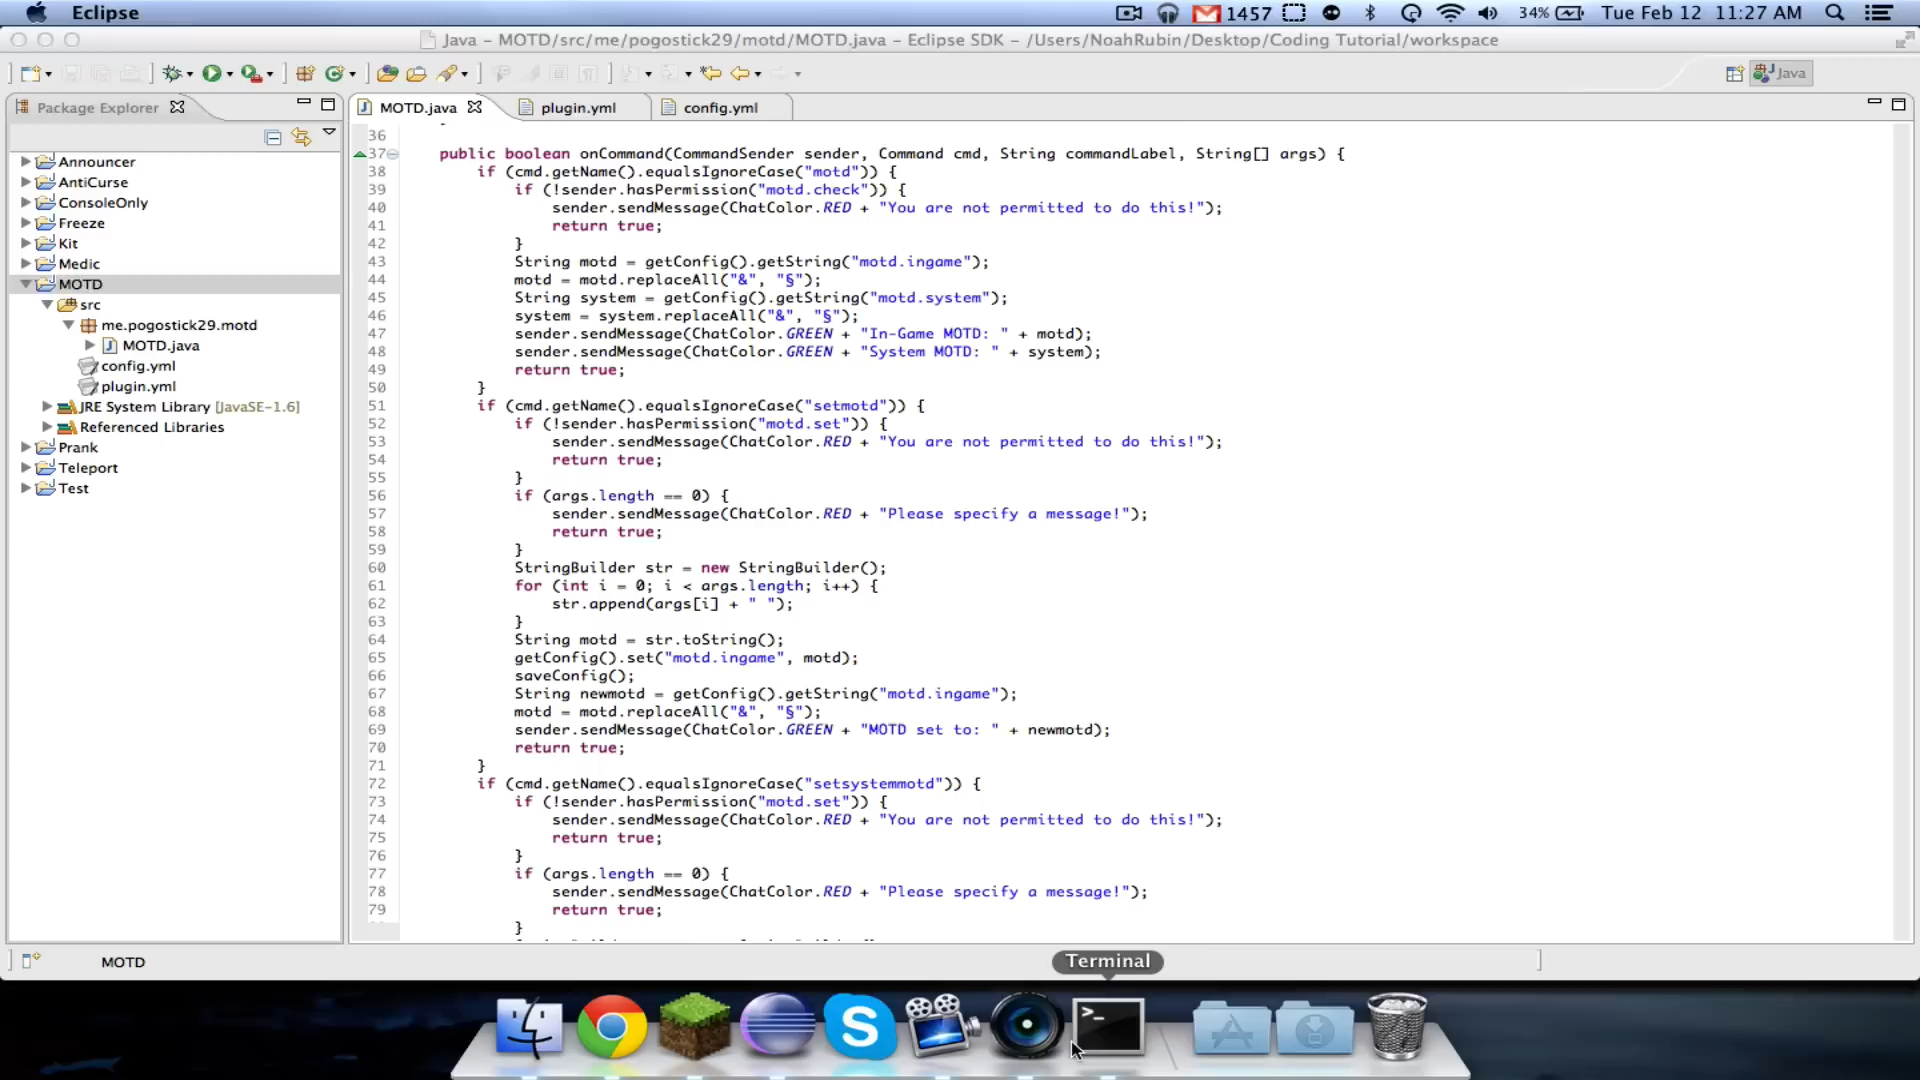 Eclipse
1457
34%
Tue Feb 12 11:27 AM
Java – MOTD/src/me/pogostick29/motd/MOTD.java – Eclipse SDK – /Users/NoahRubin/Desktop/Coding Tutorial/workspace
Java
Package Explorer
MOTD.java
plugin.yml
config.yml
Announcer
AntiCurse
ConsoleOnly
Freeze
Kit
Medic
MOTD
src
me.pogostick29.motd
MOTD.java
config.yml
plugin.yml
JRE System Library [JavaSE-1.6]
Referenced Libraries
Prank
Teleport
Test
36
37 public boolean onCommand(CommandSender sender, Command cmd, String commandLabel, String[] args) {
38 if (cmd.getName().equalsIgnoreCase("motd")) {
39 if (!sender.hasPermission("motd.check")) {
40 sender.sendMessage(ChatColor.RED + "You are not permitted to do this!");
41 return true;
42 }
43 String motd = getConfig().getString("motd.ingame");
44 motd = motd.replaceAll("&", "§");
45 String system = getConfig().getString("motd.system");
46 system = system.replaceAll("&", "§");
47 sender.sendMessage(ChatColor.GREEN + "In-Game MOTD: " + motd);
48 sender.sendMessage(ChatColor.GREEN + "System MOTD: " + system);
49 return true;
50 }
51 if (cmd.getName().equalsIgnoreCase("setmotd")) {
52 if (!sender.hasPermission("motd.set")) {
53 sender.sendMessage(ChatColor.RED + "You are not permitted to do this!");
54 return true;
55 }
56 if (args.length == 0) {
57 sender.sendMessage(ChatColor.RED + "Please specify a message!");
58 return true;
59 }
60 StringBuilder str = new StringBuilder();
61 for (int i = 0; i < args.length; i++) {
62 str.append(args[i] + " ");
63 }
64 String motd = str.toString();
65 getConfig().set("motd.ingame", motd);
66 saveConfig();
67 String newmotd = getConfig().getString("motd.ingame");
68 motd = motd.replaceAll("&", "§");
69 sender.sendMessage(ChatColor.GREEN + "MOTD set to: " + newmotd);
70 return true;
71 }
72 if (cmd.getName().equalsIgnoreCase("setsystemmotd")) {
73 if (!sender.hasPermission("motd.set")) {
74 sender.sendMessage(ChatColor.RED + "You are not permitted to do this!");
75 return true;
76 }
77 if (args.length == 0) {
78 sender.sendMessage(ChatColor.RED + "Please specify a message!");
79 return true;
}
MOTD
Terminal